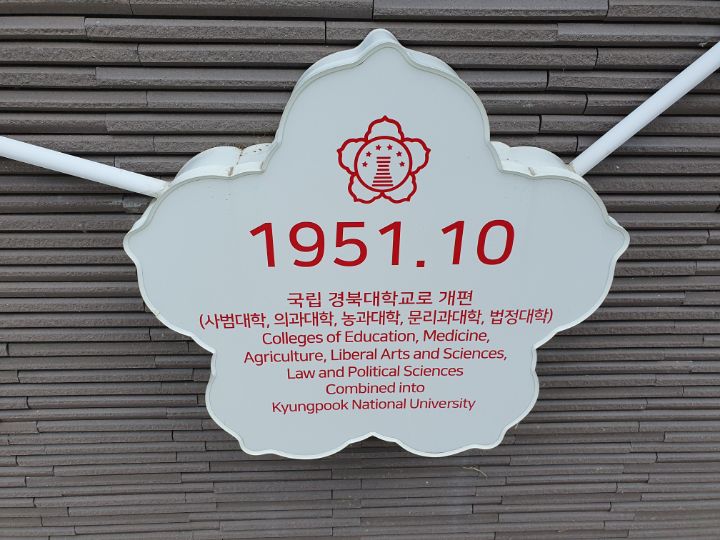 1951.10
국립 경북대학교로 개편
(사범대학, 의과대학, 농과대학, 문리과대학, 법정대학)
Colleges of Education, Medicine,
Agriculture, Liberal Arts and Sciences,
Law and Political Sciences
Combined into
Kyungpook National University